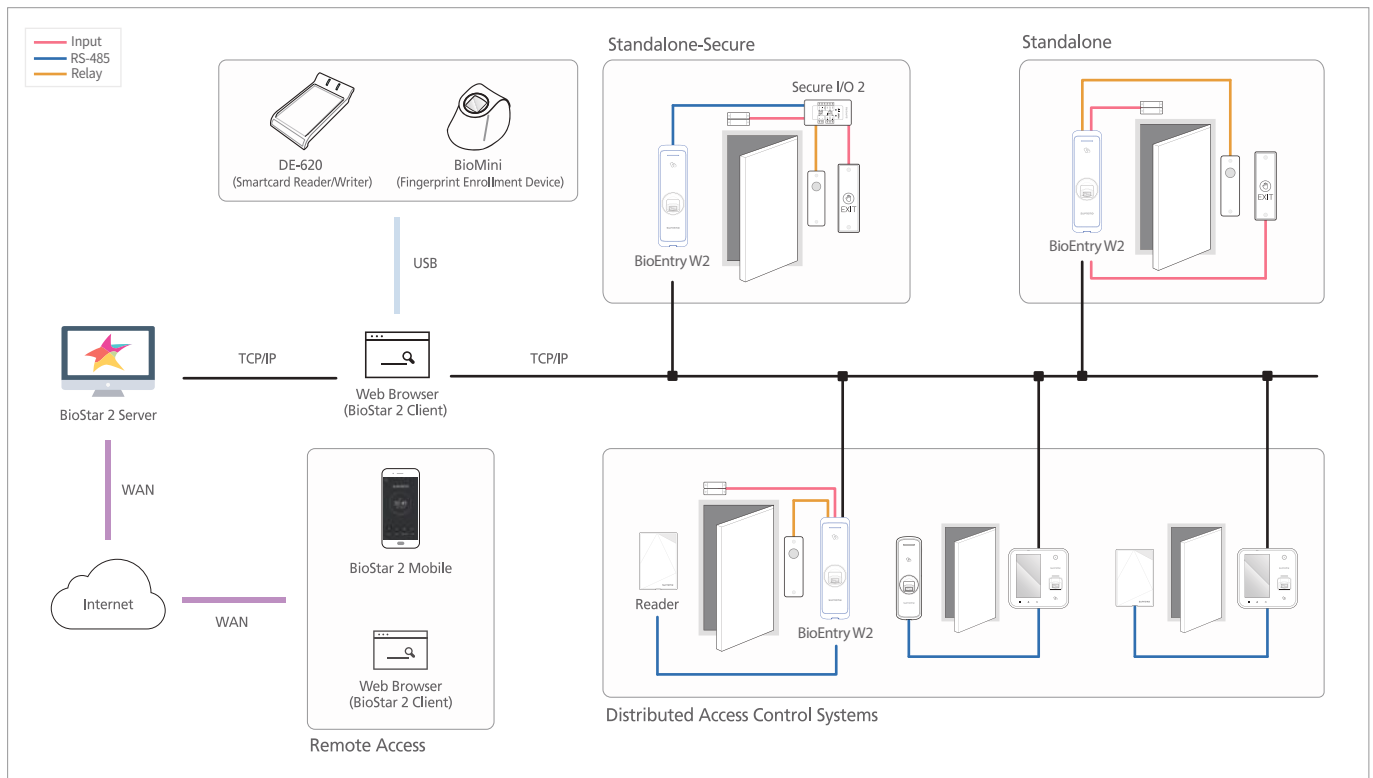 Input
RS-485
Relay
Standalone-Secure
Standalone
Secure I/O 2
DE-620
(Smartcard Reader/Writer)
BioMini
(Fingerprint Enrollment Device)
EXIT
EXIT
BioEntry W2
BioEntry W2
USB
TCP/IP
TCP/IP
BioStar 2 Server
Web Browser
(BioStar 2 Client)
WAN
BioStar 2 Mobile
Internet
WAN
Reader
BioEntry W2
Web Browser
(BioStar 2 Client)
Distributed Access Control Systems
Remote Access